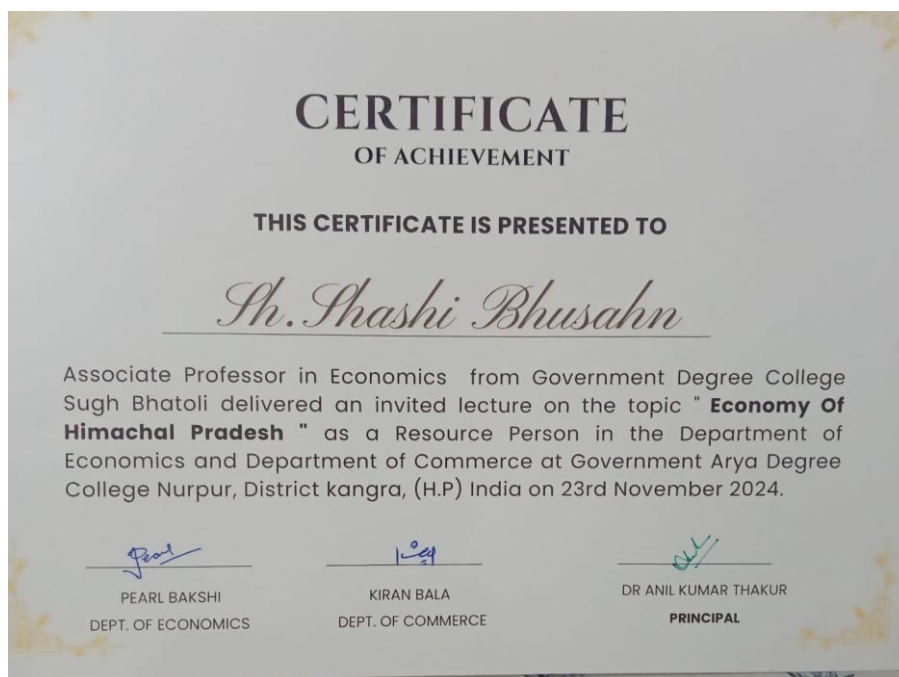 CERTIFICATE
OF ACHIEVEMENT
THIS CERTIFICATE IS PRESENTED TO
Sh. Shashi Bhusahn
Associate Professor in Economics from Government Degree College
Sugh Bhatoli delivered an invited lecture on the topic " Economy Of
Himachal Pradesh " as a Resource Person in the Department of
Economics and Department of Commerce at Government Arya Degree
College Nurpur, District kangra, (H.P) India on 23rd November 2024.
Pearl
PEARL BAKSHI
DEPT. OF ECONOMICS
KIRAN BALA
DEPT. OF COMMERCE
DR ANIL KUMAR THAKUR
PRINCIPAL